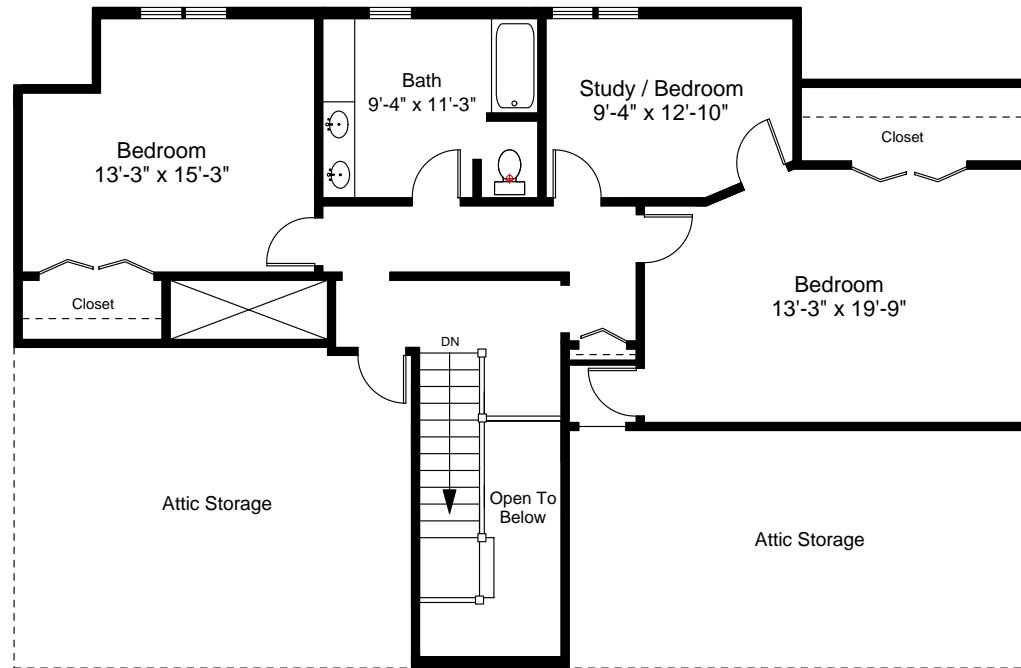 Bath
9'-4" x 11'-3"
Study / Bedroom
9'-4" x 12'-10"
Closet
Bedroom
13'-3" x 15'-3"
Bedroom
13'-3" x 19'-9"
Closet
DN
Attic Storage
Open To
Below
Attic Storage